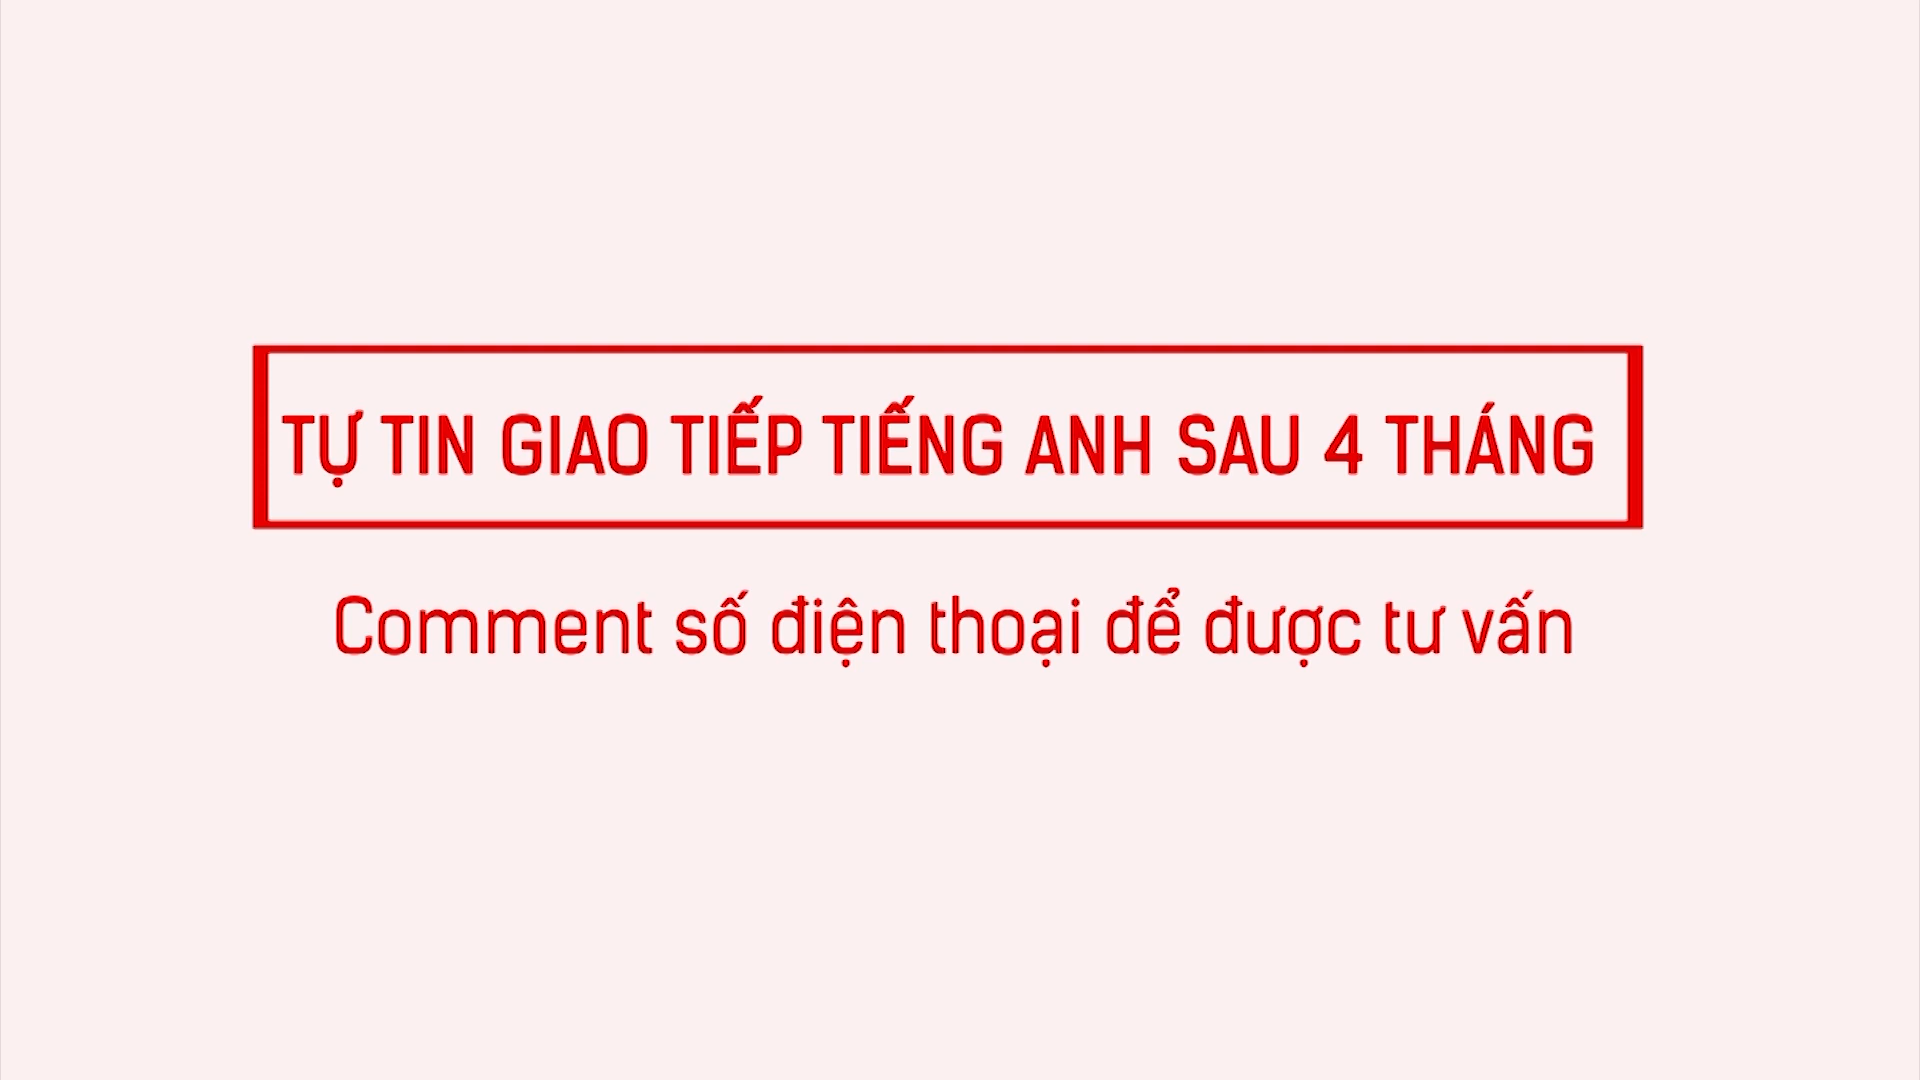 TỰ TIN GIAO TIẾP TIẾNG ANH SAU 4 THÁNG
Comment số điện thoại để được tư vấn